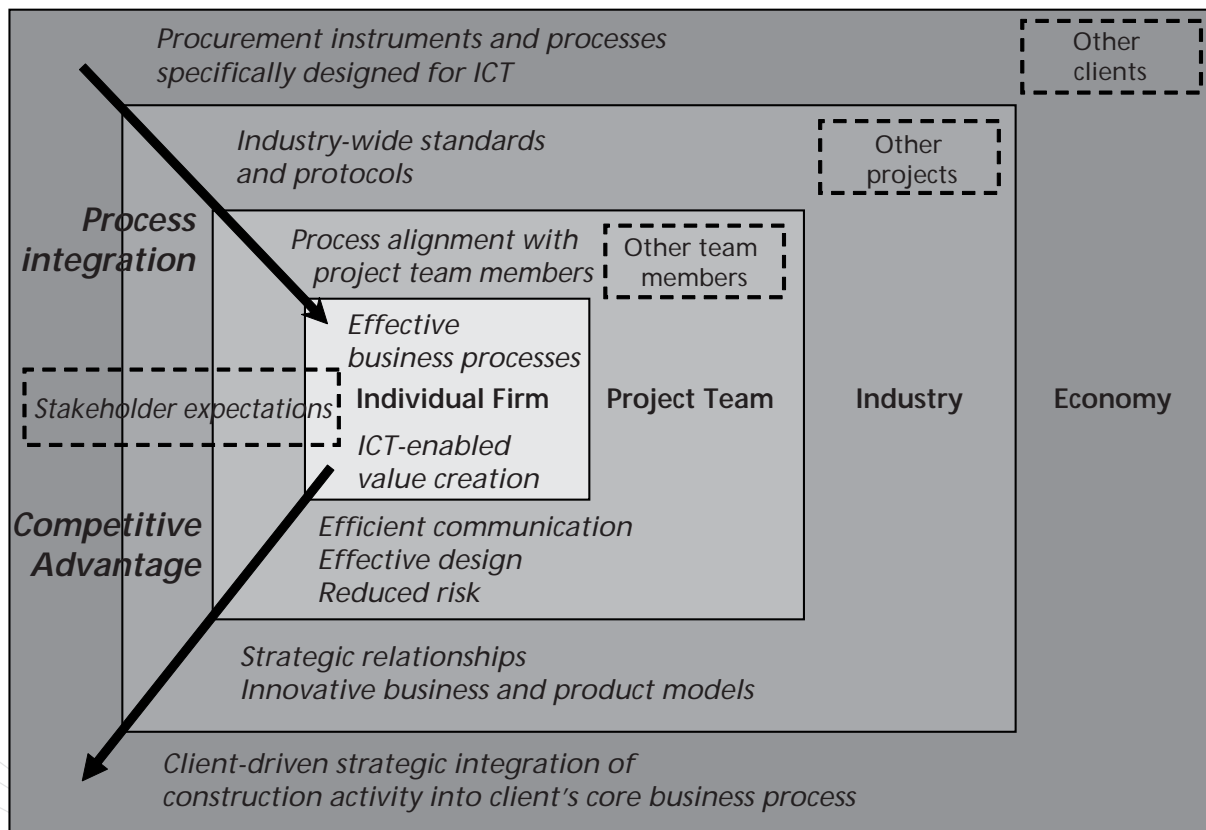 Procurement instruments and processes
specifically designed for ICT
Other
clients
Industry-wide standards
and protocols
Other
projects
Process
integration
Process alignment with
project team members
Other team
members
Effective
business processes
Stakeholder expectations
Individual Firm
Project Team
Industry
Economy
ICT-enabled
value creation
Competitive
Advantage
Efficient communication
Effective design
Reduced risk
Strategic relationships
Innovative business and product models
Client-driven strategic integration of
construction activity into client's core business process